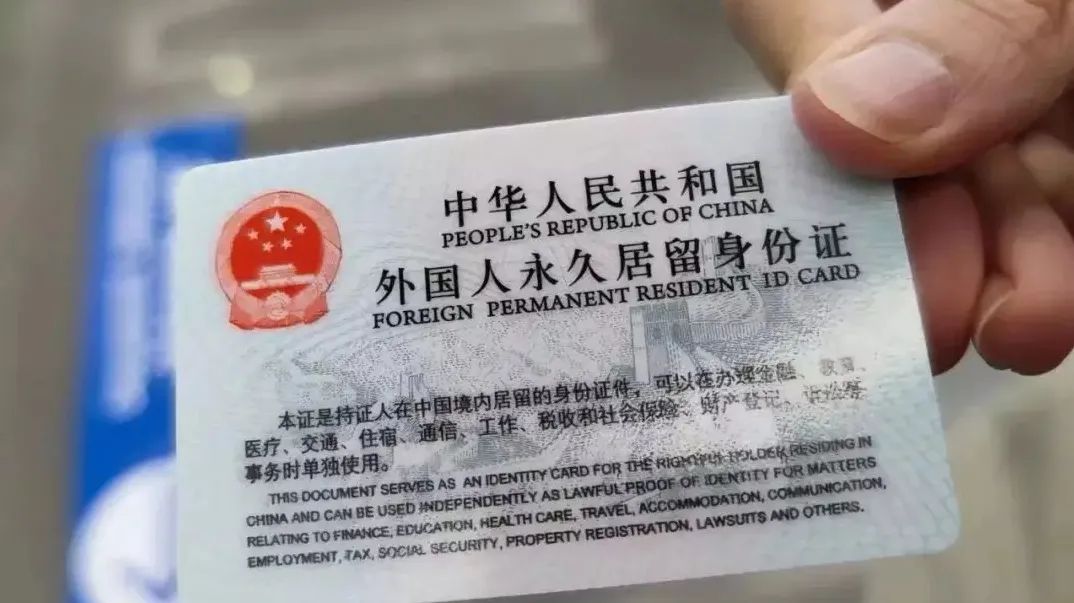 中华人民共和国
PEOPLE'S REPUBLIC OF CHINA
外国人永久居留身份证
FOREIGN PERMANENT RESIDENT ID CARD
本证是持证人在中国境内居留的身份证件，可以在办理金融、教育、
医疗、交通、住宿、通信、工作、税收和社会保险、财产登记、诉讼等
事务时单独使用。
THIS DOCUMENT SERVES AS AN IDENTITY CARD FOR THE RIGHTFUL HOLDER RESIDING IN
CHINA AND CAN BE USED INDEPENDENTLY AS LAWFUL PROOF OF IDENTITY FOR MATTERS
RELATING TO FINANCE, EDUCATION, HEALTH CARE, TRAVEL, ACCOMMODATION, COMMUNICATION,
EMPLOYMENT, TAX, SOCIAL SECURITY, PROPERTY REGISTRATION, LAWSUITS AND OTHERS.